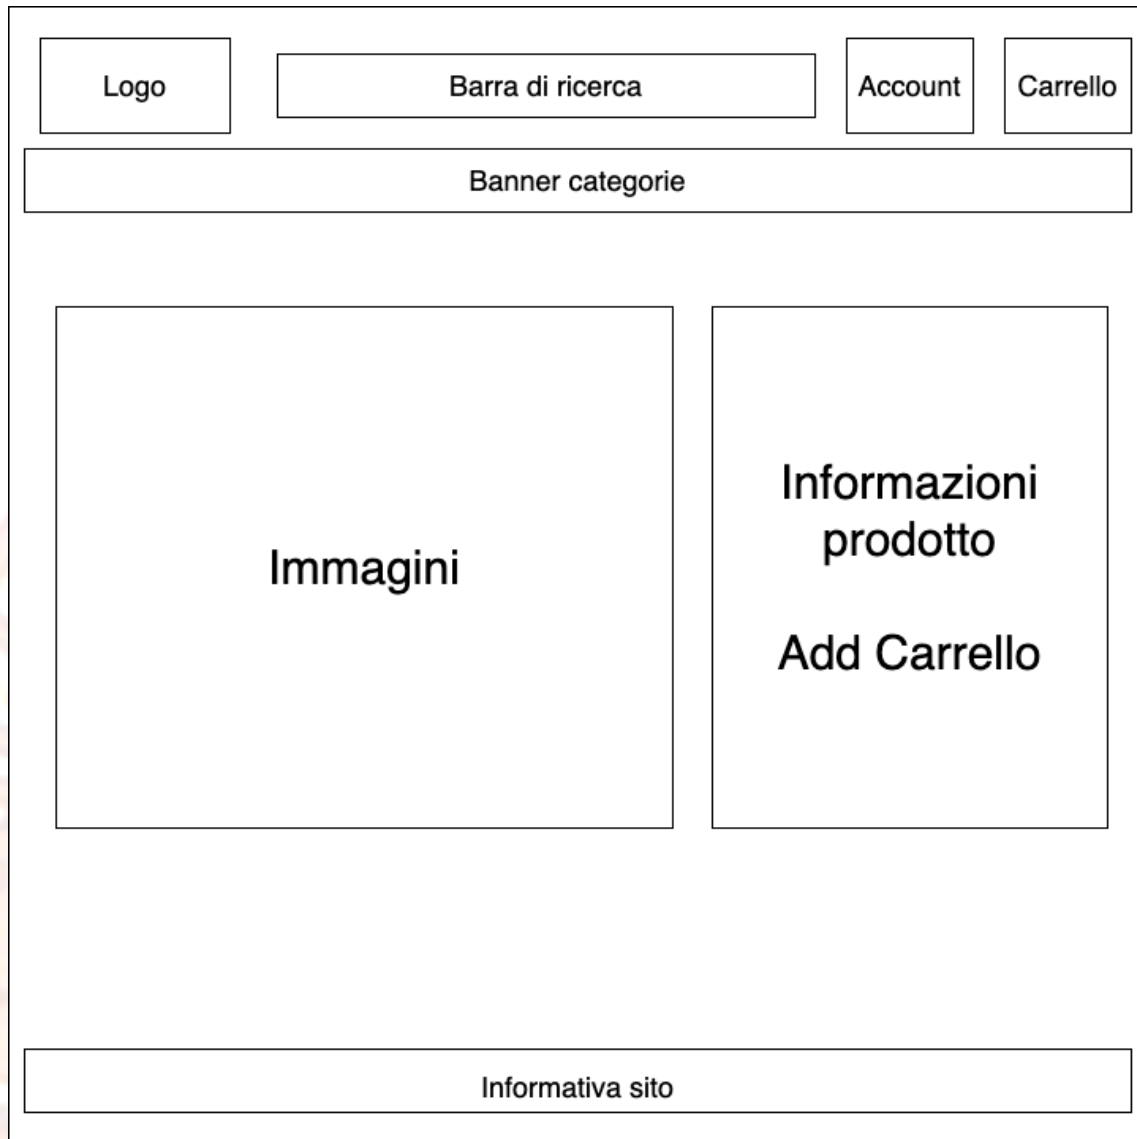 Logo
Barra di ricerca
Account
Carrello
Banner categorie
Immagini
Informazioni
prodotto
Add Carrello
Informativa sito